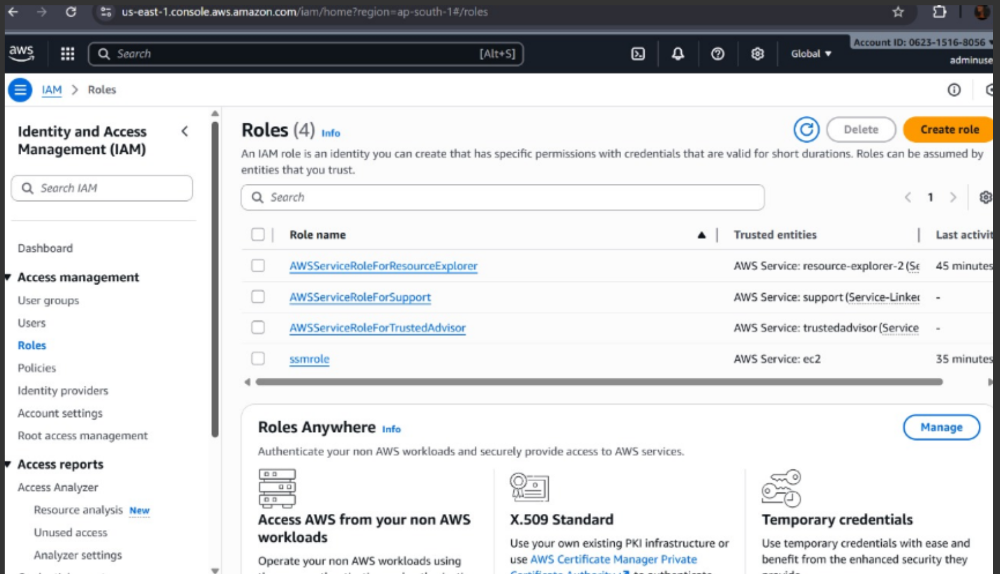 us-east-1.console.aws.amazon.com/iam/home?region=ap-south-1#/roles
aws
Search
[Alt+S]
Global
Account ID: 0623-1516-8056
adminuse
IAM
Roles
Identity and Access
Management (IAM)
Search IAM
Dashboard
Access management
User groups
Users
Roles
Policies
Identity providers
Account settings
Root access management
Access reports
Access Analyzer
Resource analysis New
Unused access
Analyzer settings
Roles (4) Info
Delete
Create role
An IAM role is an identity you can create that has specific permissions with credentials that are valid for short durations. Roles can be assumed by
entities that you trust.
Search
1
Role name Trusted entities Last activit
AWSServiceRoleForResourceExplorer AWS Service: resource-explorer-2 (Se 45 minutes
AWSServiceRoleForSupport AWS Service: support (Service-Linked -
AWSServiceRoleForTrustedAdvisor AWS Service: trustedadvisor (Service -
ssmrole AWS Service: ec2 35 minutes
Roles Anywhere Info
Manage
Authenticate your non AWS workloads and securely provide access to AWS services.
Access AWS from your non AWS
workloads
Operate your non AWS workloads using
X.509 Standard
Use your own existing PKI infrastructure or
use AWS Certificate Manager Private
Temporary credentials
Use temporary credentials with ease and
benefit from the enhanced security they